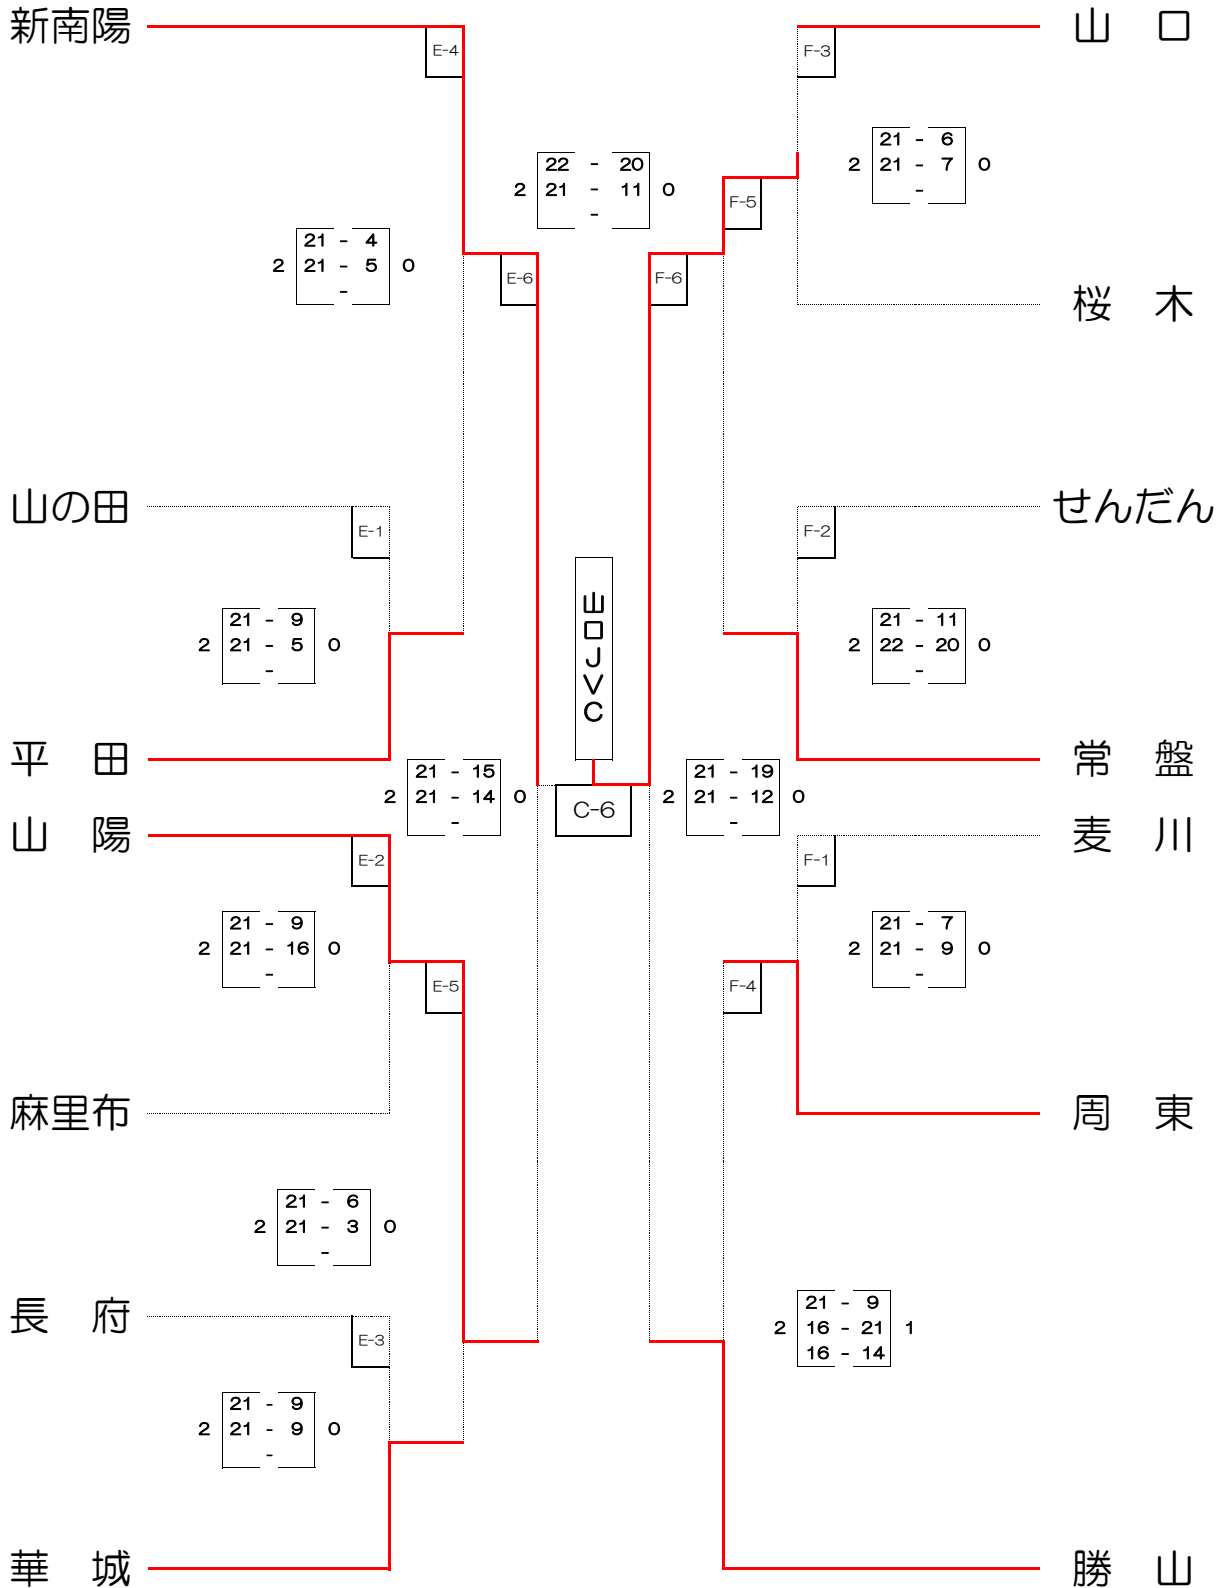 新南陽
E-4
F-3
山　口
22 - 20
2 21 - 11 0
-
21 - 6
2 21 - 7 0
-
F-5
21 - 4
2 21 - 5 0
-
E-6
F-6
桜　木
山の田
E-1
F-2
せんだん
山口JVC
21 - 9
2 21 - 5 0
-
21 - 11
2 22 - 20 0
-
平　田
常　盤
21 - 15
2 21 - 14 0
-
C-6
21 - 19
2 21 - 12 0
-
山　陽
E-2
F-1
麦　川
21 - 9
2 21 - 16 0
-
21 - 7
2 21 - 9 0
-
E-5
F-4
麻里布
周　東
21 - 6
2 21 - 3 0
-
長　府
E-3
21 - 9
2 16 - 21 1
16 - 14
21 - 9
2 21 - 9 0
-
華　城
勝　山